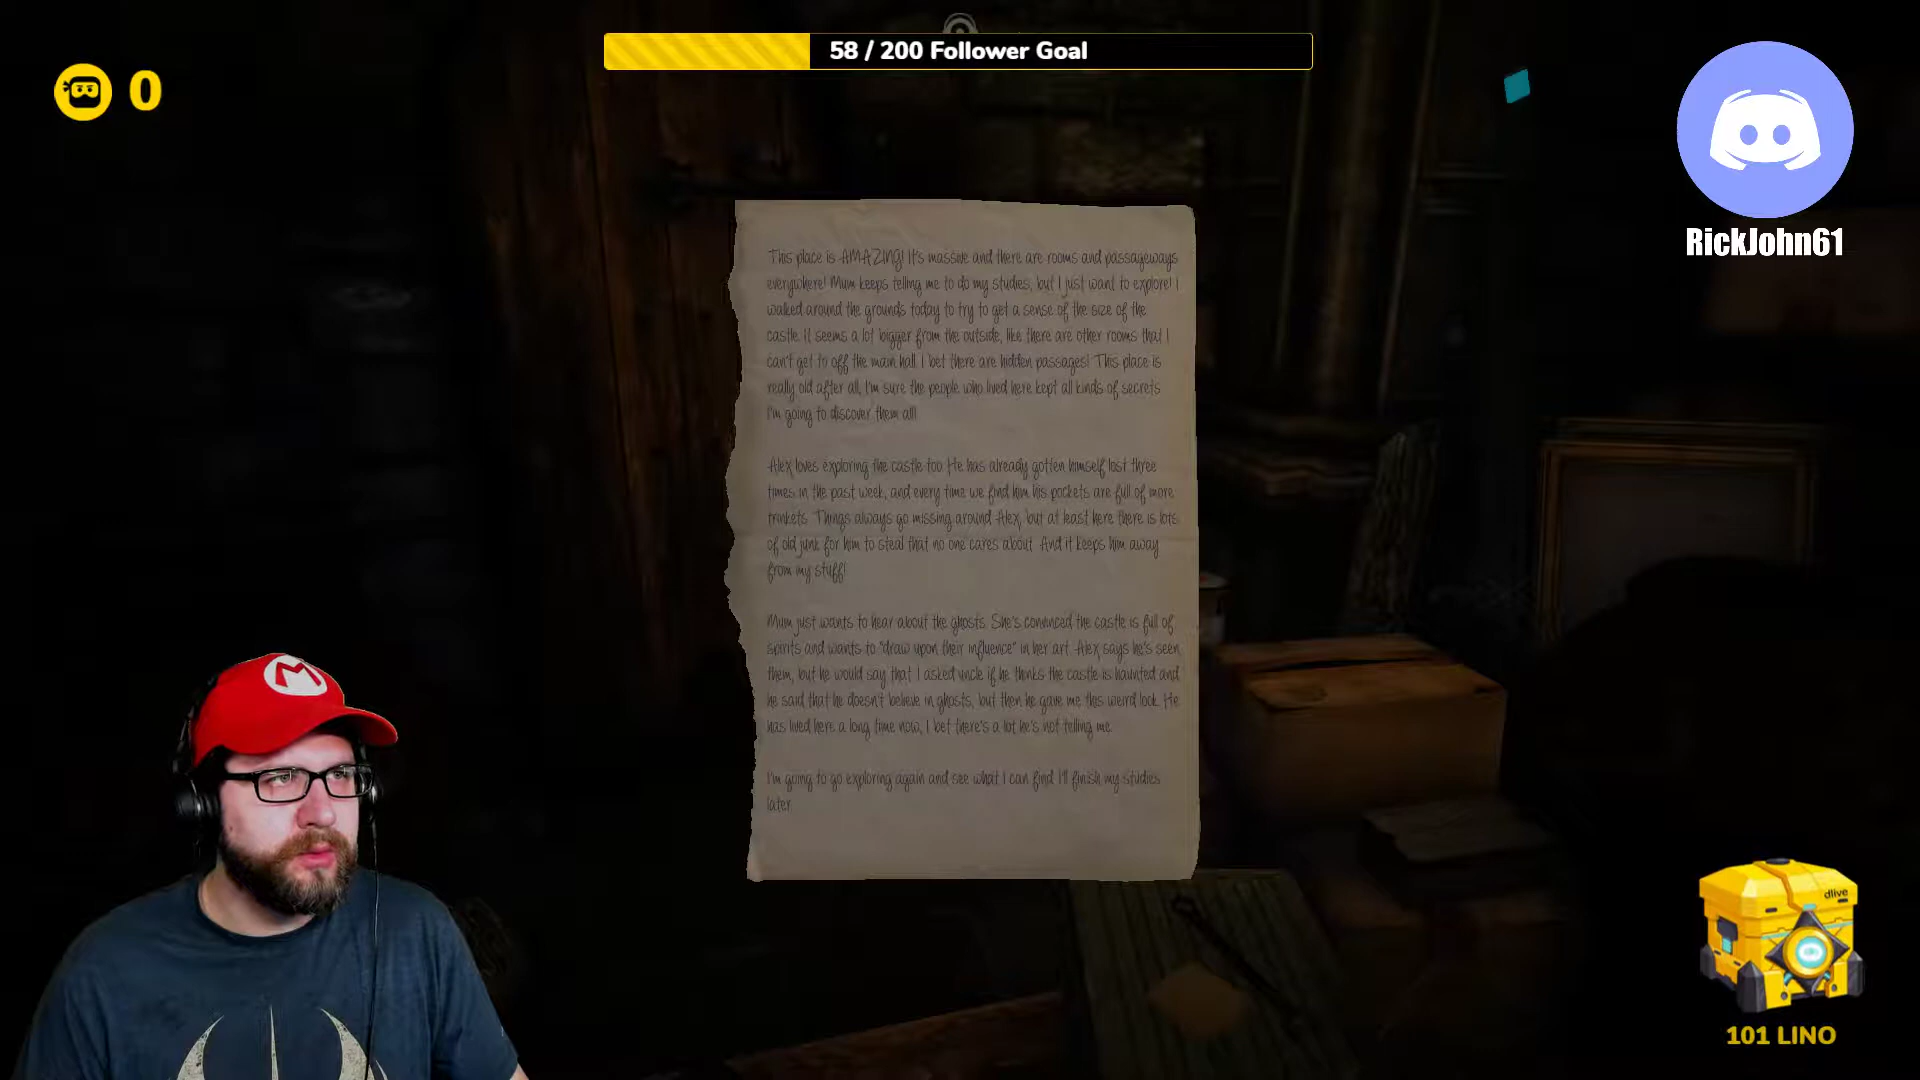 58 / 200 Follower Goal
0
RickJohn61
This place is AMAZING! It's massive and there are rooms and passageways
everywhere! Mum keeps telling me to do my studies, but I just want to explore! I
walked around the grounds today to try to get a sense of the size of the
castle. It seems a lot bigger from the outside, like there are other rooms that I
can't get to off the main hall. I bet there are hidden passages! This place is
really old after all, I'm sure the people who lived here kept all kinds of secrets
I'm going to discover them all!
Alex loves exploring the castle too. He has already gotten himself lost three
times in the past week, and every time we find him his pockets are full of more
trinkets. Things always go missing around Alex, but at least here there is lots
of old junk for him to steal that no one cares about. And it keeps him away
from my stuff!
Mum just wants to hear about the ghosts. She's convinced the castle is full of
spirits and wants to "draw upon their influence" in her art. Alex says he's seen
them, but he would say that. I asked uncle if he thinks the castle is haunted and
he said that he doesn't believe in ghosts, but then he gave me this weird look. He
has lived here a long time now, I bet there's a lot he's not telling me.
I'm going to go exploring again and see what I can find. I'll finish my studies
later.
dlive
101 LINO